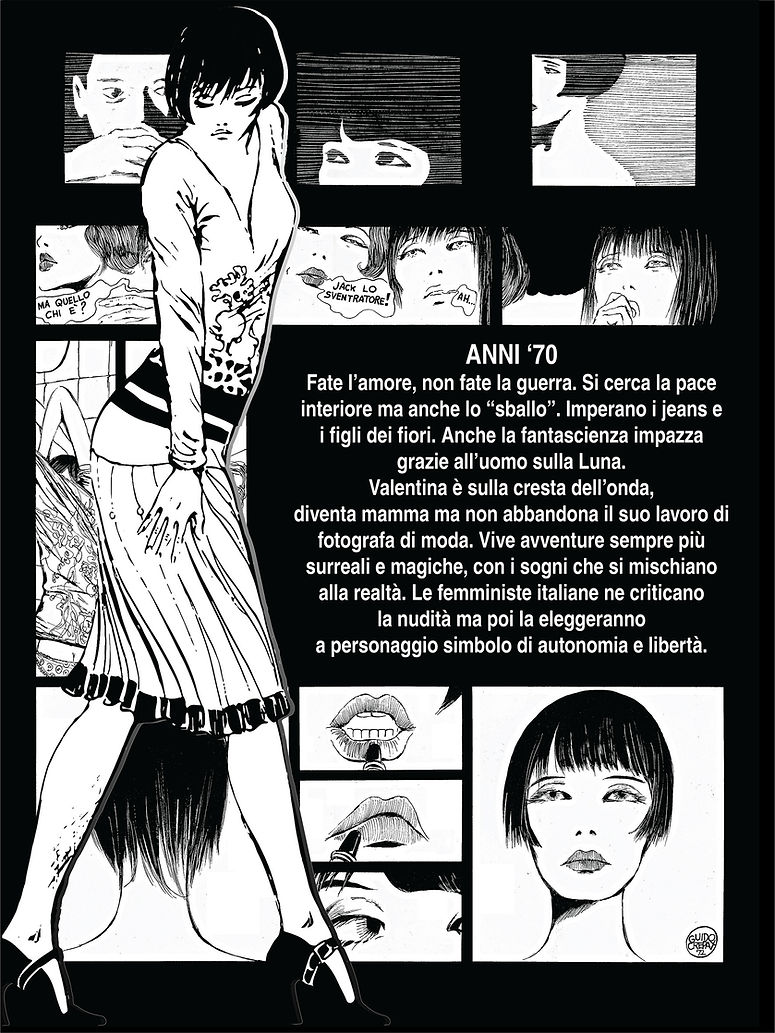 MA QUELLO
CHI E'?
JACK LO
SVENTRATORE!
AH...
ANNI ‘70
Fate l’amore, non fate la guerra. Si cerca la pace
interiore ma anche lo “sballo”. Imperano i jeans e
i figli dei fiori. Anche la fantascienza impazza
grazie all’uomo sulla Luna.
Valentina è sulla cresta dell’onda,
diventa mamma ma non abbandona il suo lavoro di
fotografa di moda. Vive avventure sempre più
surreali e magiche, con i sogni che si mischiano
alla realtà. Le femministe italiane ne criticano
la nudità ma poi la eleggeranno
a personaggio simbolo di autonomia e libertà.
GUIDO
CREPAX
72